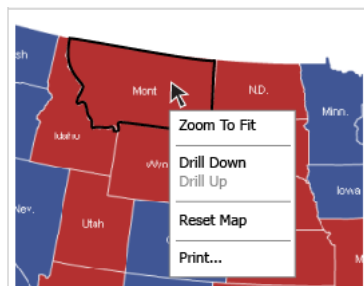 sh
Mont
N.D.
Minn.
Idaho
Zoom To Fit
Wyo
Drill Down
Drill Up
Iowa
Nev.
Utah
Reset Map
C
M
Print...